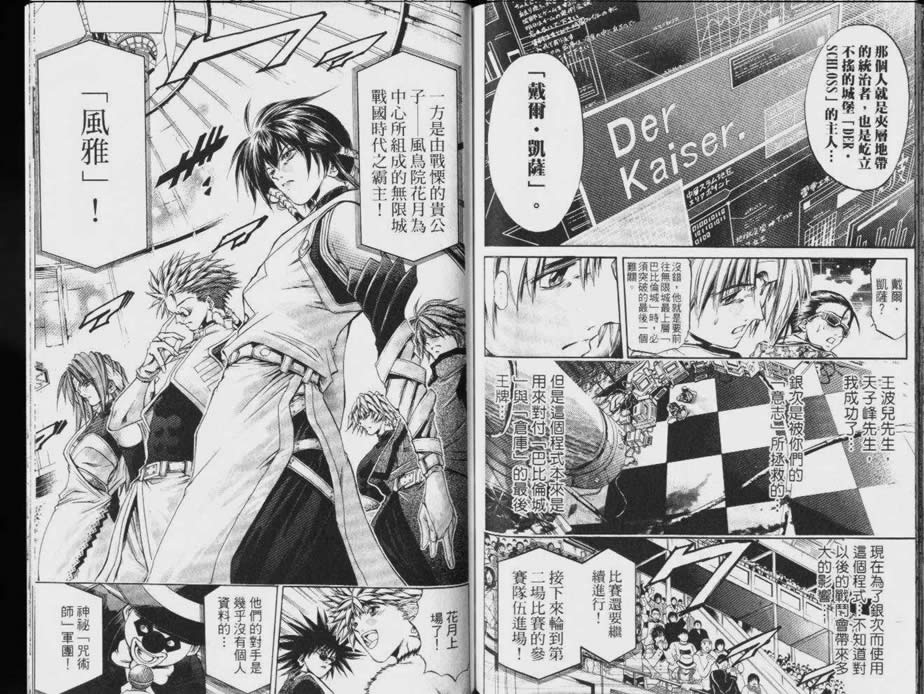 那個人就是夾層地帶
的統治者,也是屹立
不搖的城堡「DER・
SHLOSS」的主人…
Der
Kaiser.
「戴爾・凱薩」。
戴爾・
凱薩?
沒錯,他就是要前
往無限城最上層「
巴比倫城」時,必
須突破的最後一個
難關。
王波兒先生,
天子峰先生,
我成功了…
銀次是被你們的
「意志」所拯救的…
但是這個程式本來是
用來對付「巴比倫城
」與「倉庫」的最後
王牌…
現在為了銀次而使用
這個程式,不知道對
以後的戰鬥會帶來多
大的影響…
比賽還要繼
續進行!
接下來輪到第
二場比賽的參
賽隊伍進場!
一方是由戰慄的貴公
子——風鳥院花月為
中心所組成的無限城
戰國時代之霸主!
「風雅」!
花月上
場了!
他們的對手是
幾乎沒有個人
資料的…
神祕「咒術
師」軍團!